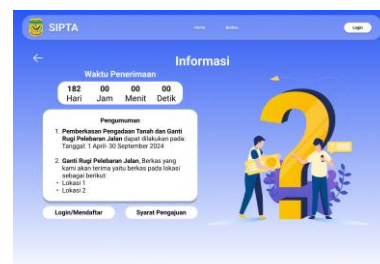 SIPTA Home Berkas Login
Informasi
Waktu Penerimaan
182 00 00 00
Hari Jam Menit Detik
Pengumuman
1. Pemberkasan Pengadaan Tanah dan Ganti
Rugi Pelebaran Jalan dapat dilakukan pada:
Tanggal: 1 April- 30 September 2024
2. Ganti Rugi Pelebaran Jalan, Berkas yang
kami akan terima yaitu berkas pada lokasi
sebagai berikut:
- Lokasi 1
- Lokasi 2
Login/Mendaftar Syarat Pengajuan